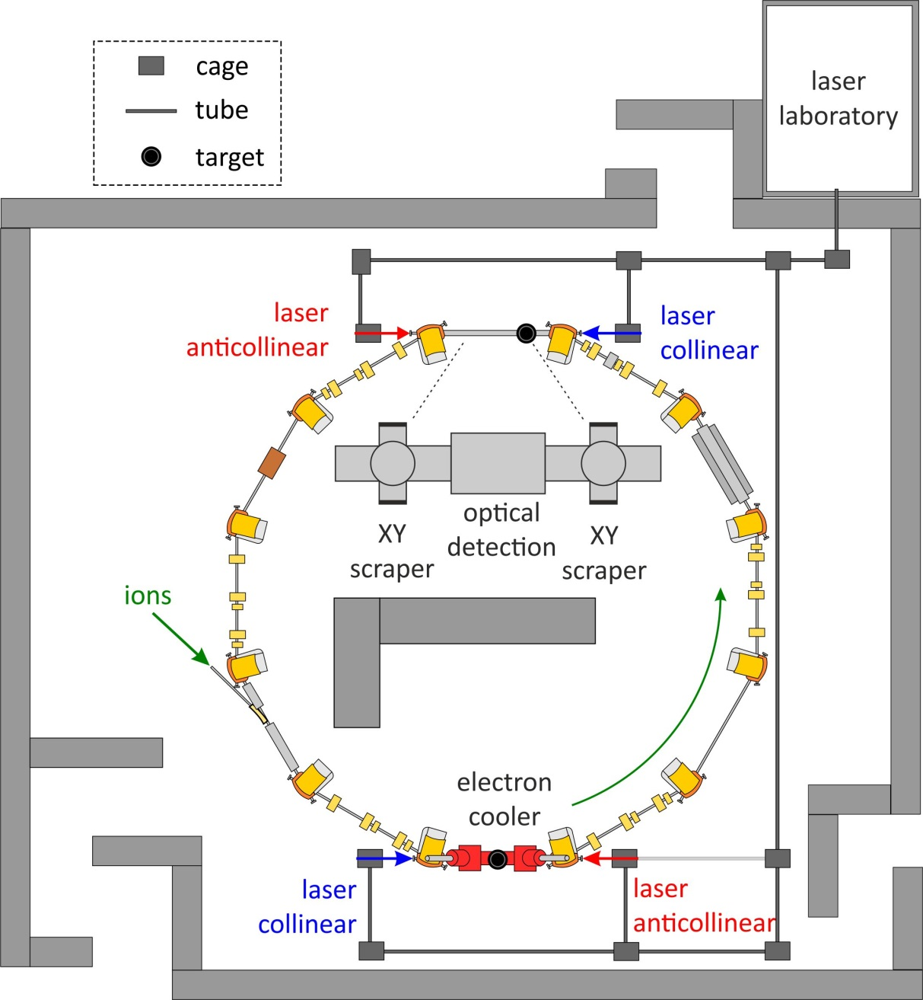 cage
tube
target
laser
laboratory
laser
anticollinear
laser
collinear
optical
detection
XY
scraper
XY
scraper
ions
electron
cooler
laser
collinear
laser
anticollinear